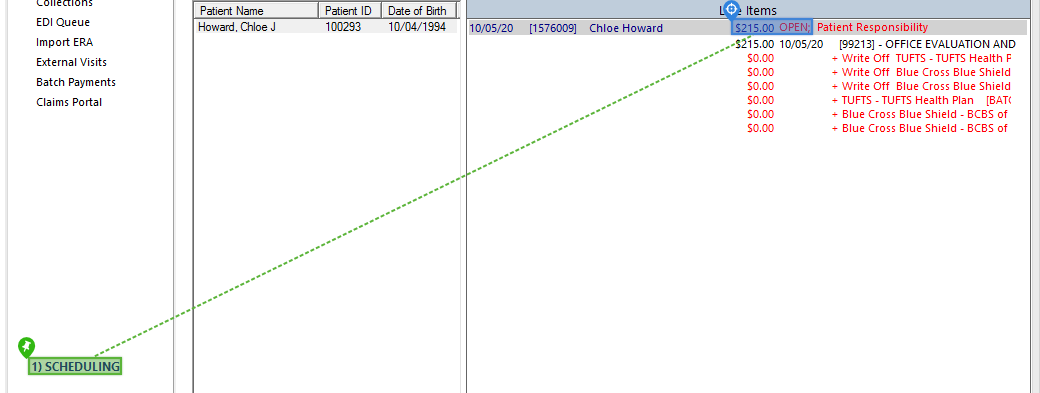 Collections
EDI Queue
Import ERA
External Visits
Batch Payments
Claims Portal
1) SCHEDULING
Patient Name Patient ID Date of Birth
Howard, Chloe J 100293 10/04/1994
Items
10/05/20 [1576009] Chloe Howard $215.00 OPEN; Patient Responsibility
$215.00 10/05/20 [99213] - OFFICE EVALUATION AND
$0.00 + Write Off TUFTS - TUFTS Health P
$0.00 + Write Off Blue Cross Blue Shield
$0.00 + Write Off Blue Cross Blue Shield
$0.00 + TUFTS - TUFTS Health Plan [BATC
$0.00 + Blue Cross Blue Shield - BCBS of
$0.00 + Blue Cross Blue Shield - BCBS of